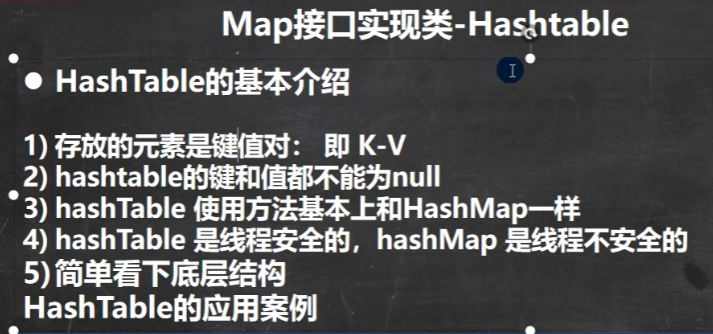 Map接口实现类-Hashtable
● HashTable的基本介绍
1) 存放的元素是键值对： 即 K-V
2) hashtable的键和值都不能为null
3) hashTable 使用方法基本上和HashMap一样
4) hashTable 是线程安全的，hashMap 是线程不安全的
5) 简单看下底层结构
HashTable的应用案例